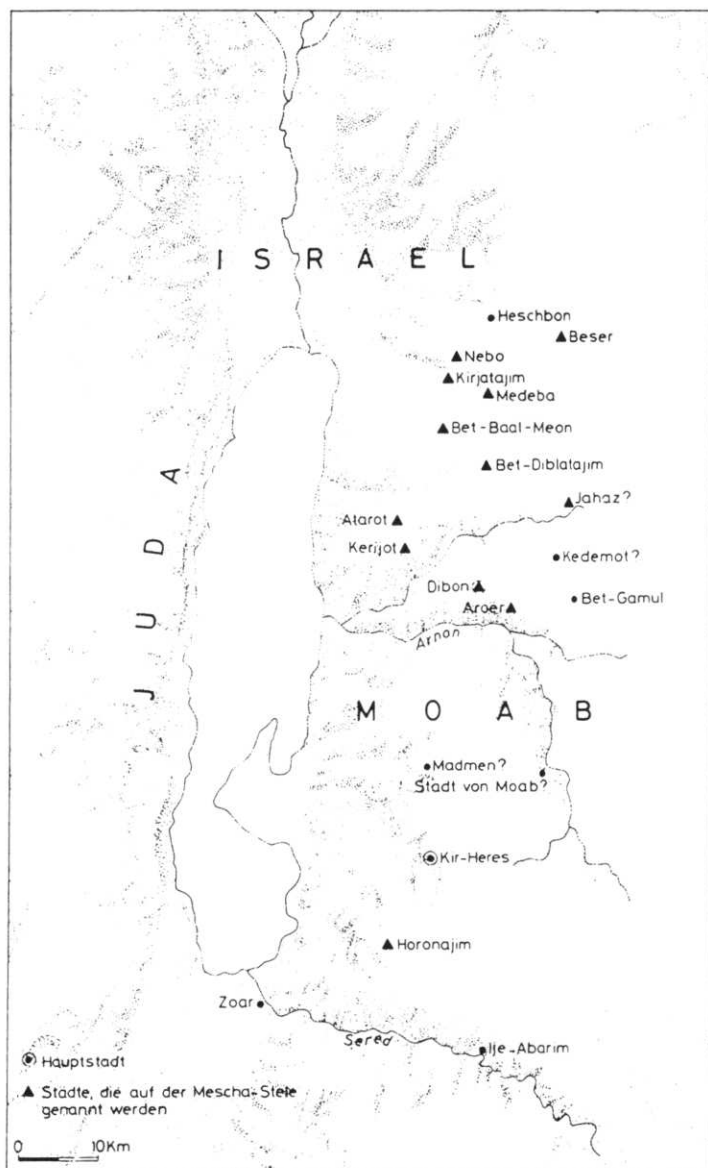 ISRAEL
Heschbon
Beser
Nebo
Kirjatajim
Medeba
Bet-Baal-Meon
Bet-Diblatajim
JUDA
Jahaz?
Atarot
Kerijot
Kedemot?
Dibon
Bet-Gamul
Aroer
Arnon
MOAB
Madmen?
Stadt von Moab?
Kir-Heres
Horonajim
Zoar
Sered
Ije-Abarim
Hauptstadt
Städte, die auf der Mescha-Stele
genannt werden
0 10Km